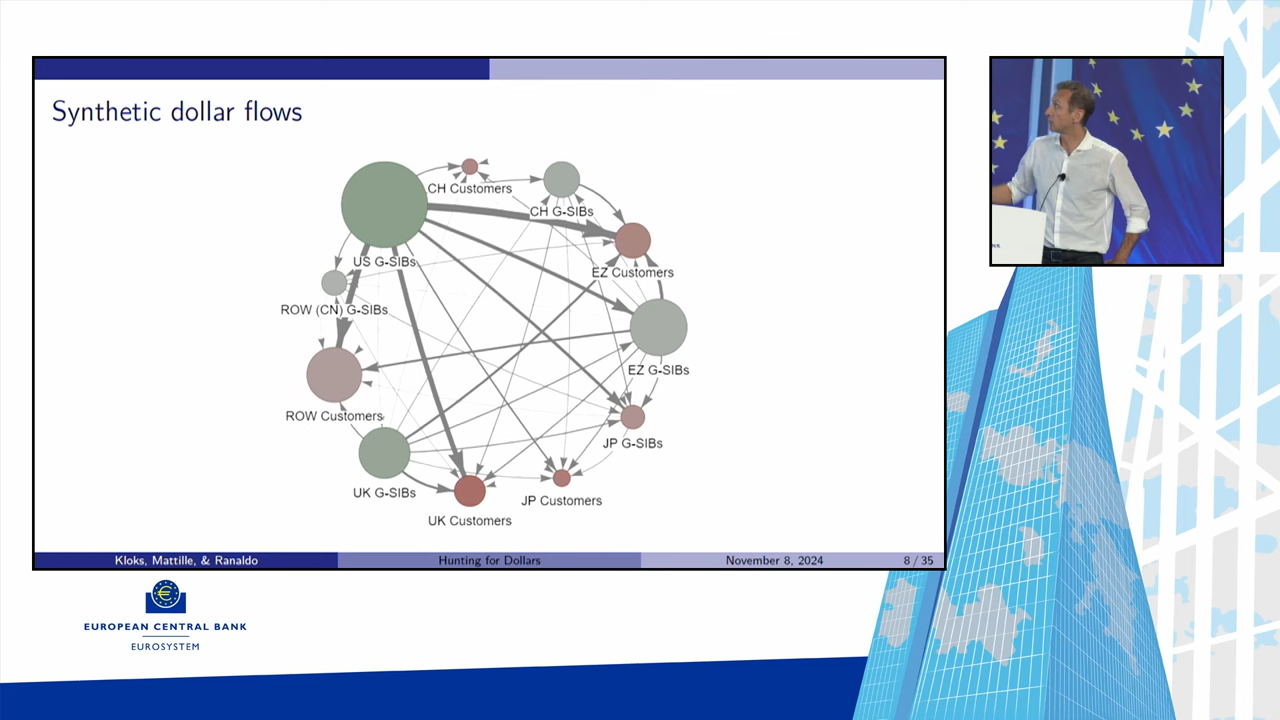 Synthetic dollar flows
CH Customers
CH G-SIBs
US G-SIBs
EZ Customers
ROW (CN) G-SIBs
EZ G-SIBs
ROW Customers
JP G-SIBs
UK G-SIBs
JP Customers
UK Customers
Kloks, Mattille, & Ranaldo
Hunting for Dollars
November 8, 2024
8 / 35
EUROPEAN CENTRAL BANK
EUROSYSTEM